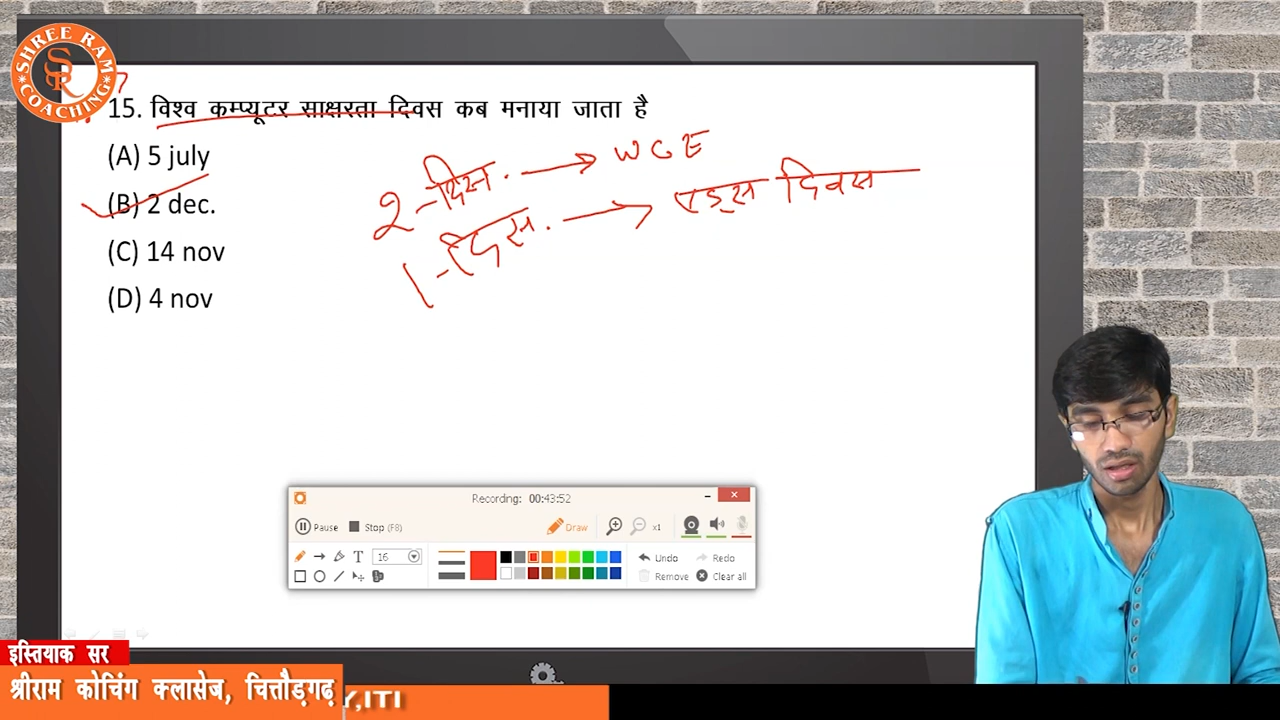 SHREE RAM
SR
COACHING
15. विश्व कम्प्यूटर साक्षरता दिवस कब मनाया जाता है
(A) 5 july
(B) 2 dec.
(C) 14 nov
(D) 4 nov
2-दिस. → W C E
1-दिस. → एड्स दिवस
Recording: 00:43:52
Pause Stop (F8) Draw x1
T 16 Undo Redo
Remove Clear all
इस्तियाक सर
श्रीराम कोचिंग क्लासेज, चित्तौड़गढ़
Y,ITI